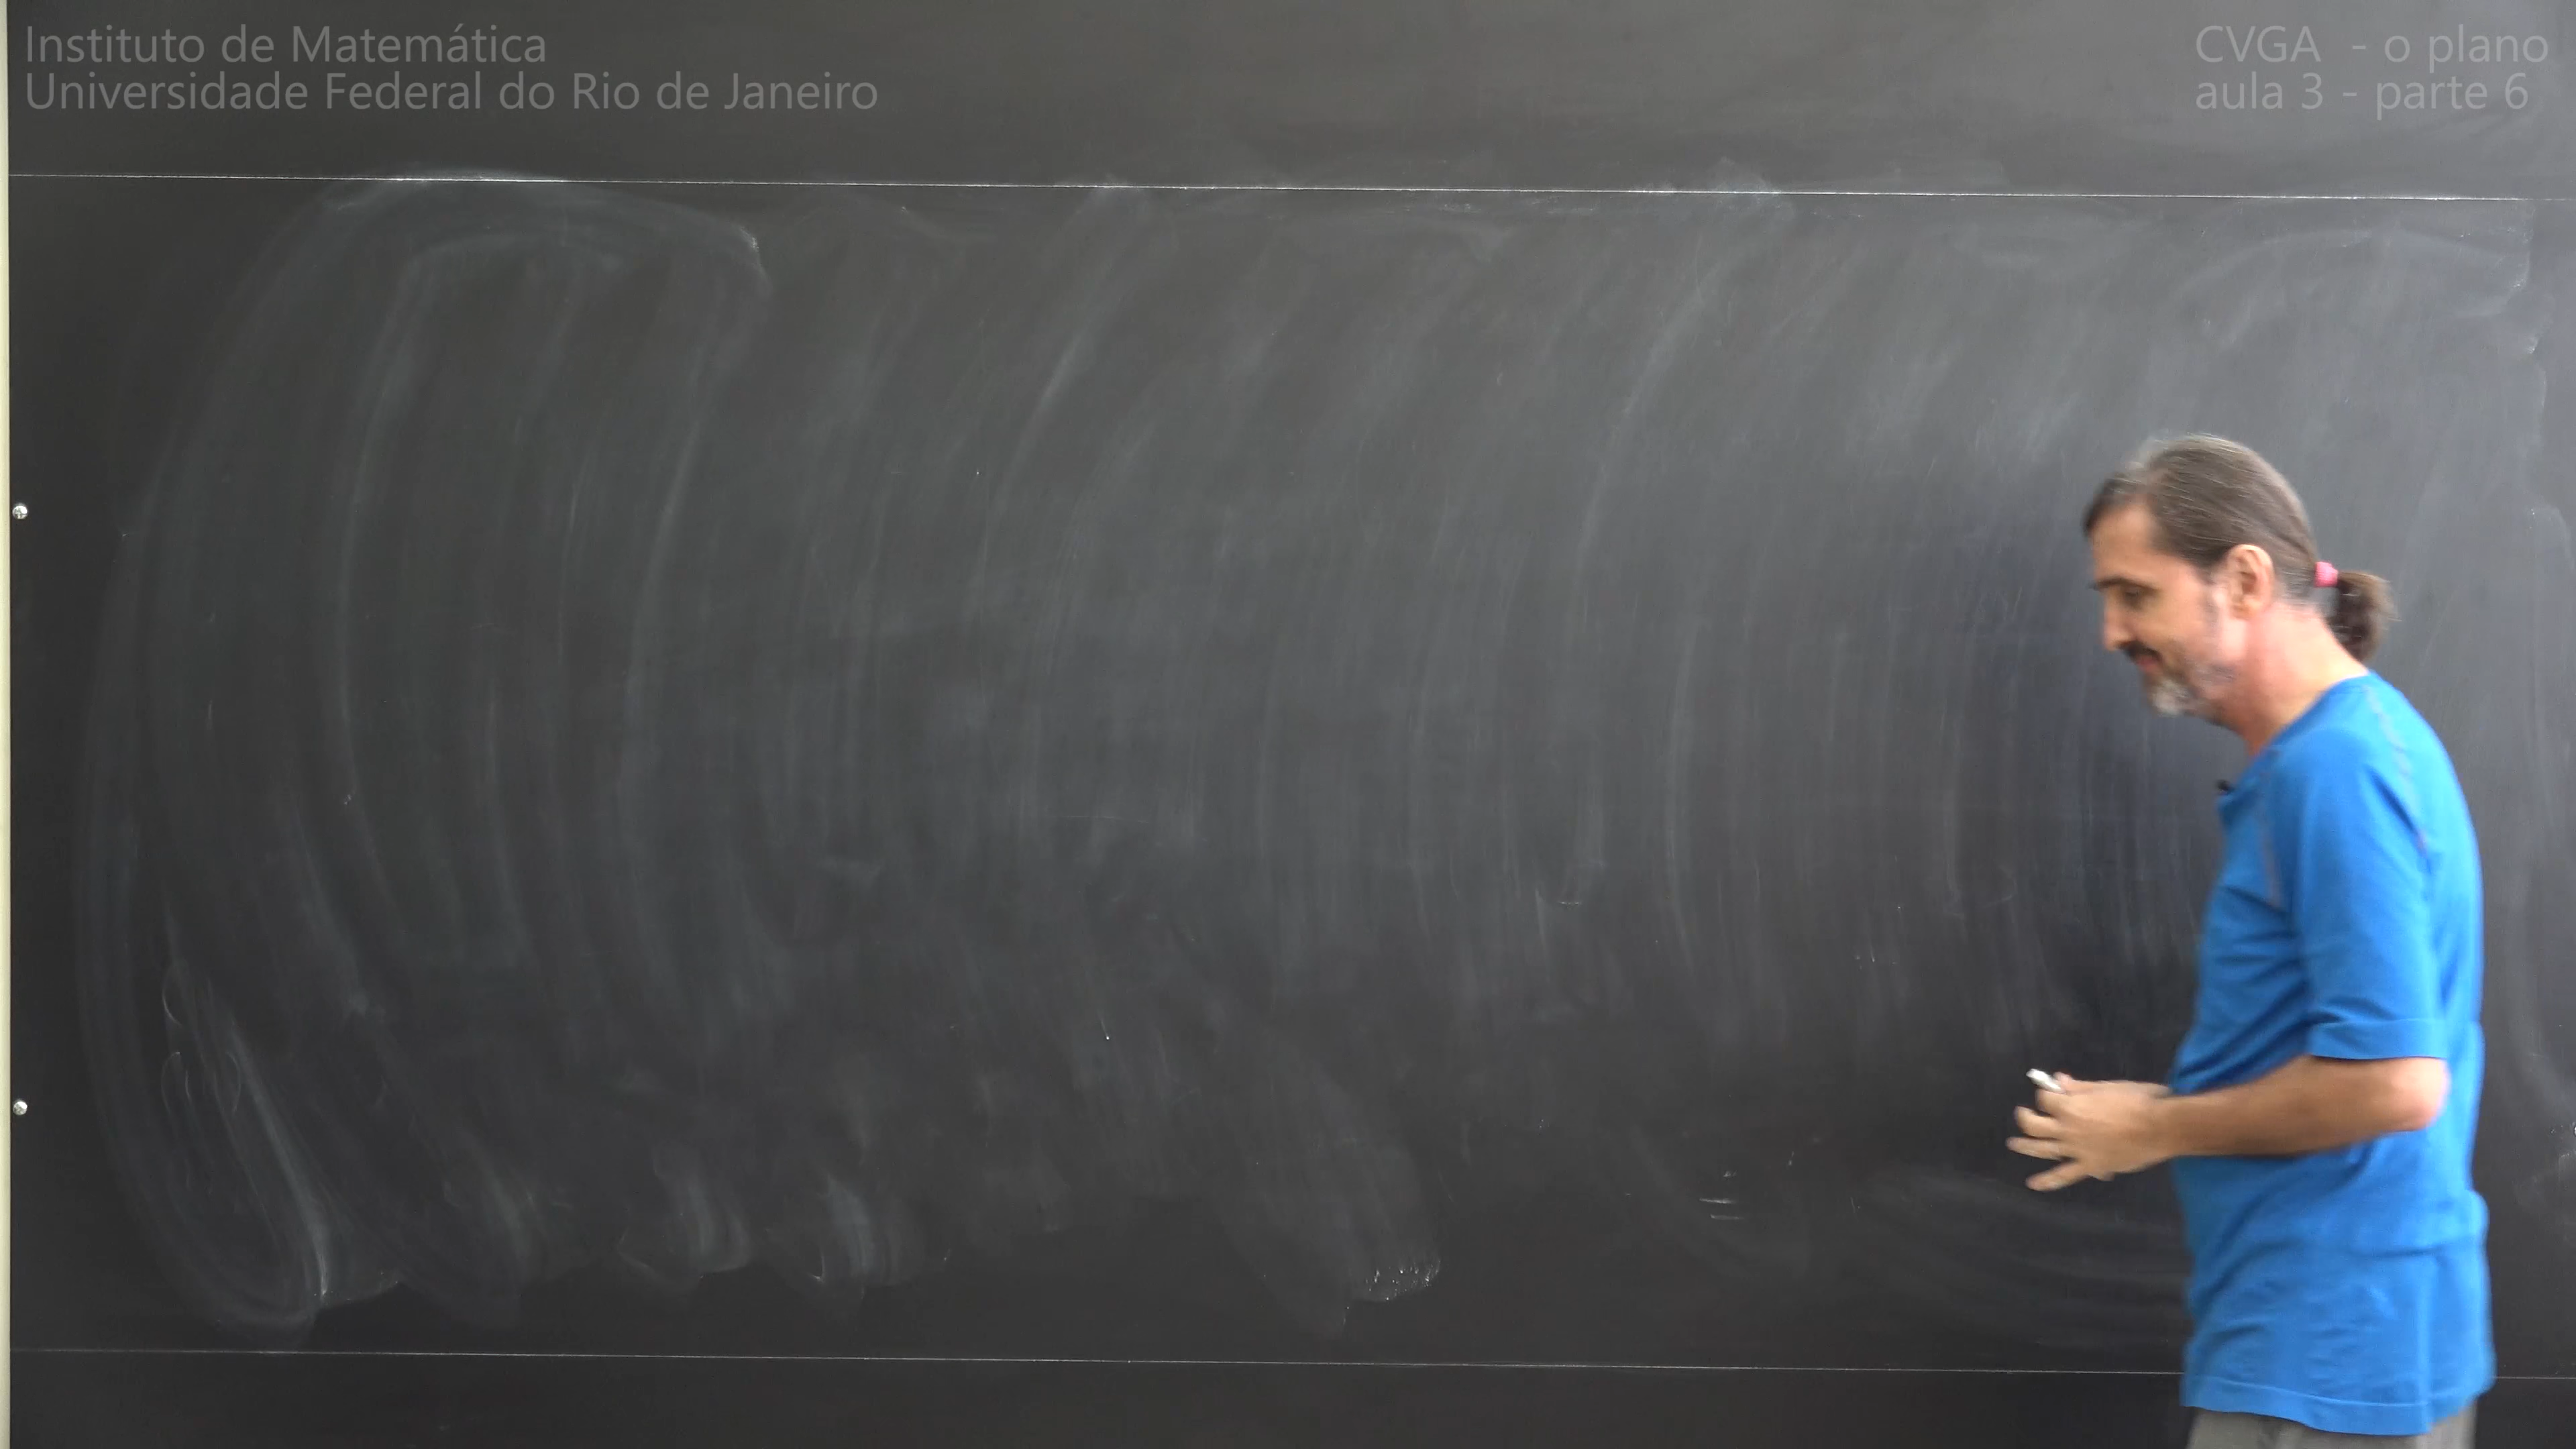 Instituto de Matemática
Universidade Federal do Rio de Janeiro
CVGA - o plano
aula 3 - parte 6